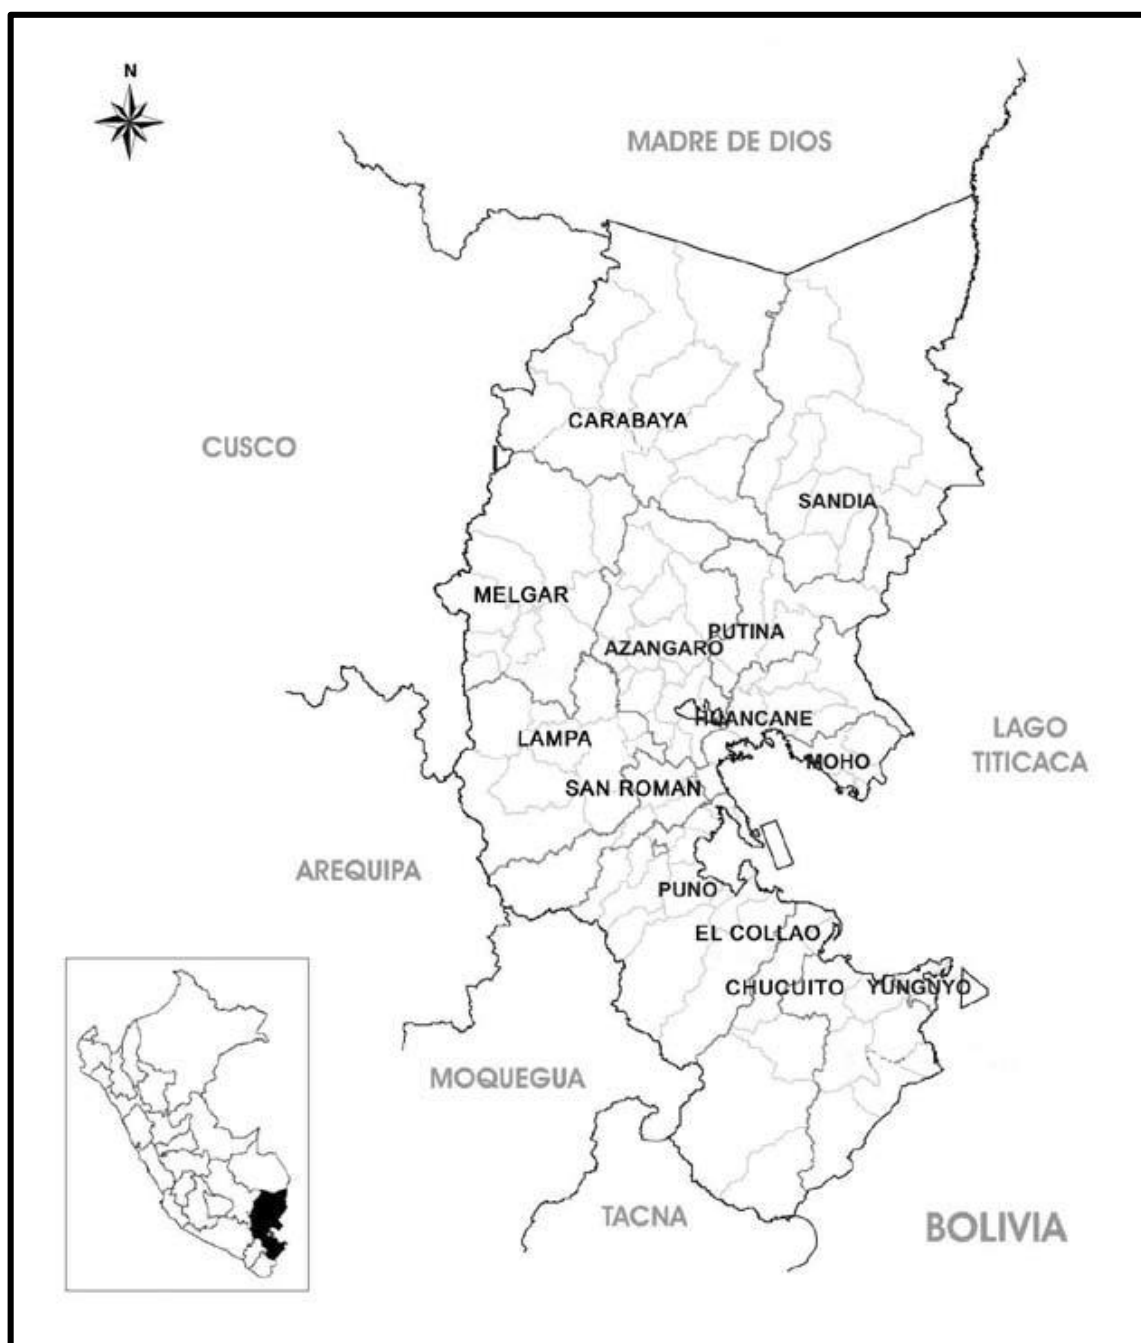 N
MADRE DE DIOS
CARABAYA
CUSCO
SANDIA
MELGAR
PUTINA
AZANGARO
HUANCANE
LAMPA
LAGO
TITICACA
MOHO
SAN ROMAN
AREQUIPA
PUNO
EL COLLAO
CHUCUITO
YUNGUYO
MOQUEGUA
TACNA
BOLIVIA